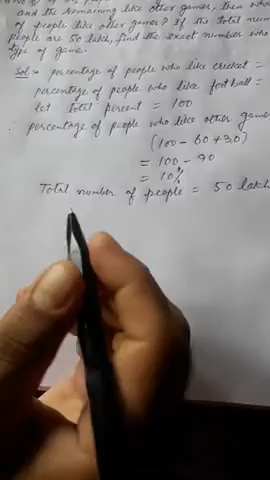 and the remaining like other games, then what
of people like other games? If the total num
people are 50 lakh, find the exact number who
type of game.
Sol :- percentage of people who like cricket =
percentage of people who like foot ball =
let total percent = 100
∴ percentage of people who like other game
(100 - 60 + 30)
= 100 - 90
= 10%
Total number of people = 50 lakh